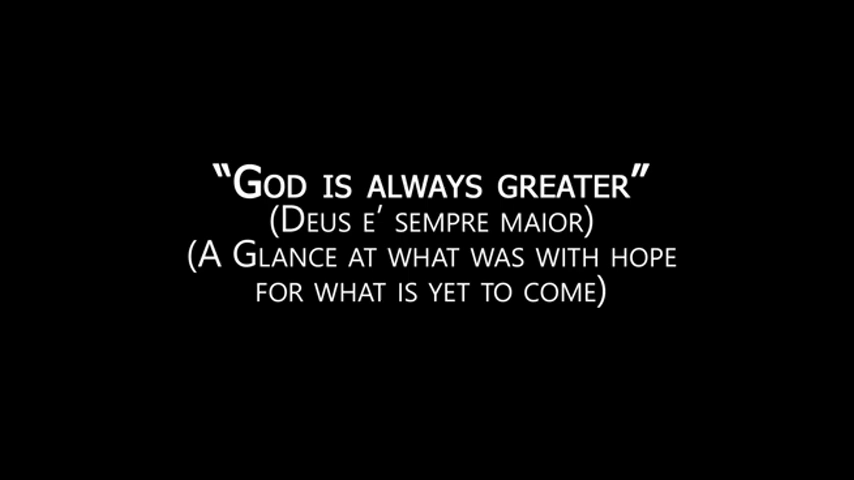 “God is always greater”
(Deus e’ sempre maior)
(A Glance at what was with hope
for what is yet to come)